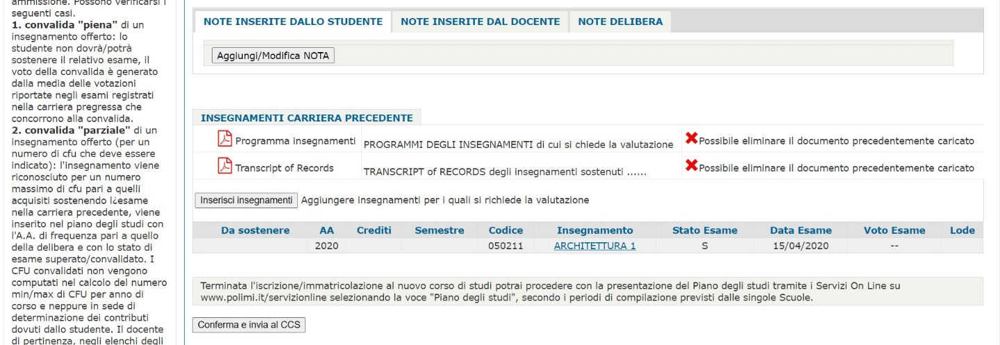 ammissione. Possono verificarsi i
seguenti casi.
1. convalida "piena" di un
insegnamento offerto: lo
studente non dovrà/potrà
sostenere il relativo esame, il
voto della convalida è generato
dalla media delle votazioni
riportate negli esami registrati
nella carriera pregressa che
concorrono alla convalida.
2. convalida "parziale" di un
insegnamento offerto (per un
numero di cfu che deve essere
indicato): l'insegnamento viene
riconosciuto per un numero
massimo di cfu pari a quelli
acquisiti sostenendo l¿esame
nella carriera precedente, viene
inserito nel piano degli studi con
l'A.A. di frequenza pari a quello
della delibera e con lo stato di
esame superato/convalidato. I
CFU convalidati non vengono
computati nel calcolo del numero
min/max di CFU per anno di
corso e neppure in sede di
determinazione dei contributi
dovuti dallo studente. Il docente
di pertinenza, negli elenchi degli
NOTE INSERITE DALLO STUDENTE NOTE INSERITE DAL DOCENTE NOTE DELIBERA
Aggiungi/Modifica NOTA
INSEGNAMENTI CARRIERA PRECEDENTE
Programma insegnamenti PROGRAMMI DEGLI INSEGNAMENTI di cui si chiede la valutazione Possibile eliminare il documento precedentemente caricato
Transcript of Records TRANSCRIPT of RECORDS degli insegnamenti sostenuti ...... Possibile eliminare il documento precedentemente caricato
Inserisci insegnamenti Aggiungere insegnamenti per i quali si richiede la valutazione
Da sostenere AA Crediti Semestre Codice Insegnamento Stato Esame Data Esame Voto Esame Lode
2020 050211 ARCHITETTURA 1 S 15/04/2020 --
Terminata l'iscrizione/immatricolazione al nuovo corso di studi potrai procedere con la presentazione del Piano degli studi tramite i Servizi On Line su
www.polimi.it/servizionline selezionando la voce "Piano degli studi", secondo i periodi di compilazione previsti dalle singole Scuole.
Conferma e invia al CCS